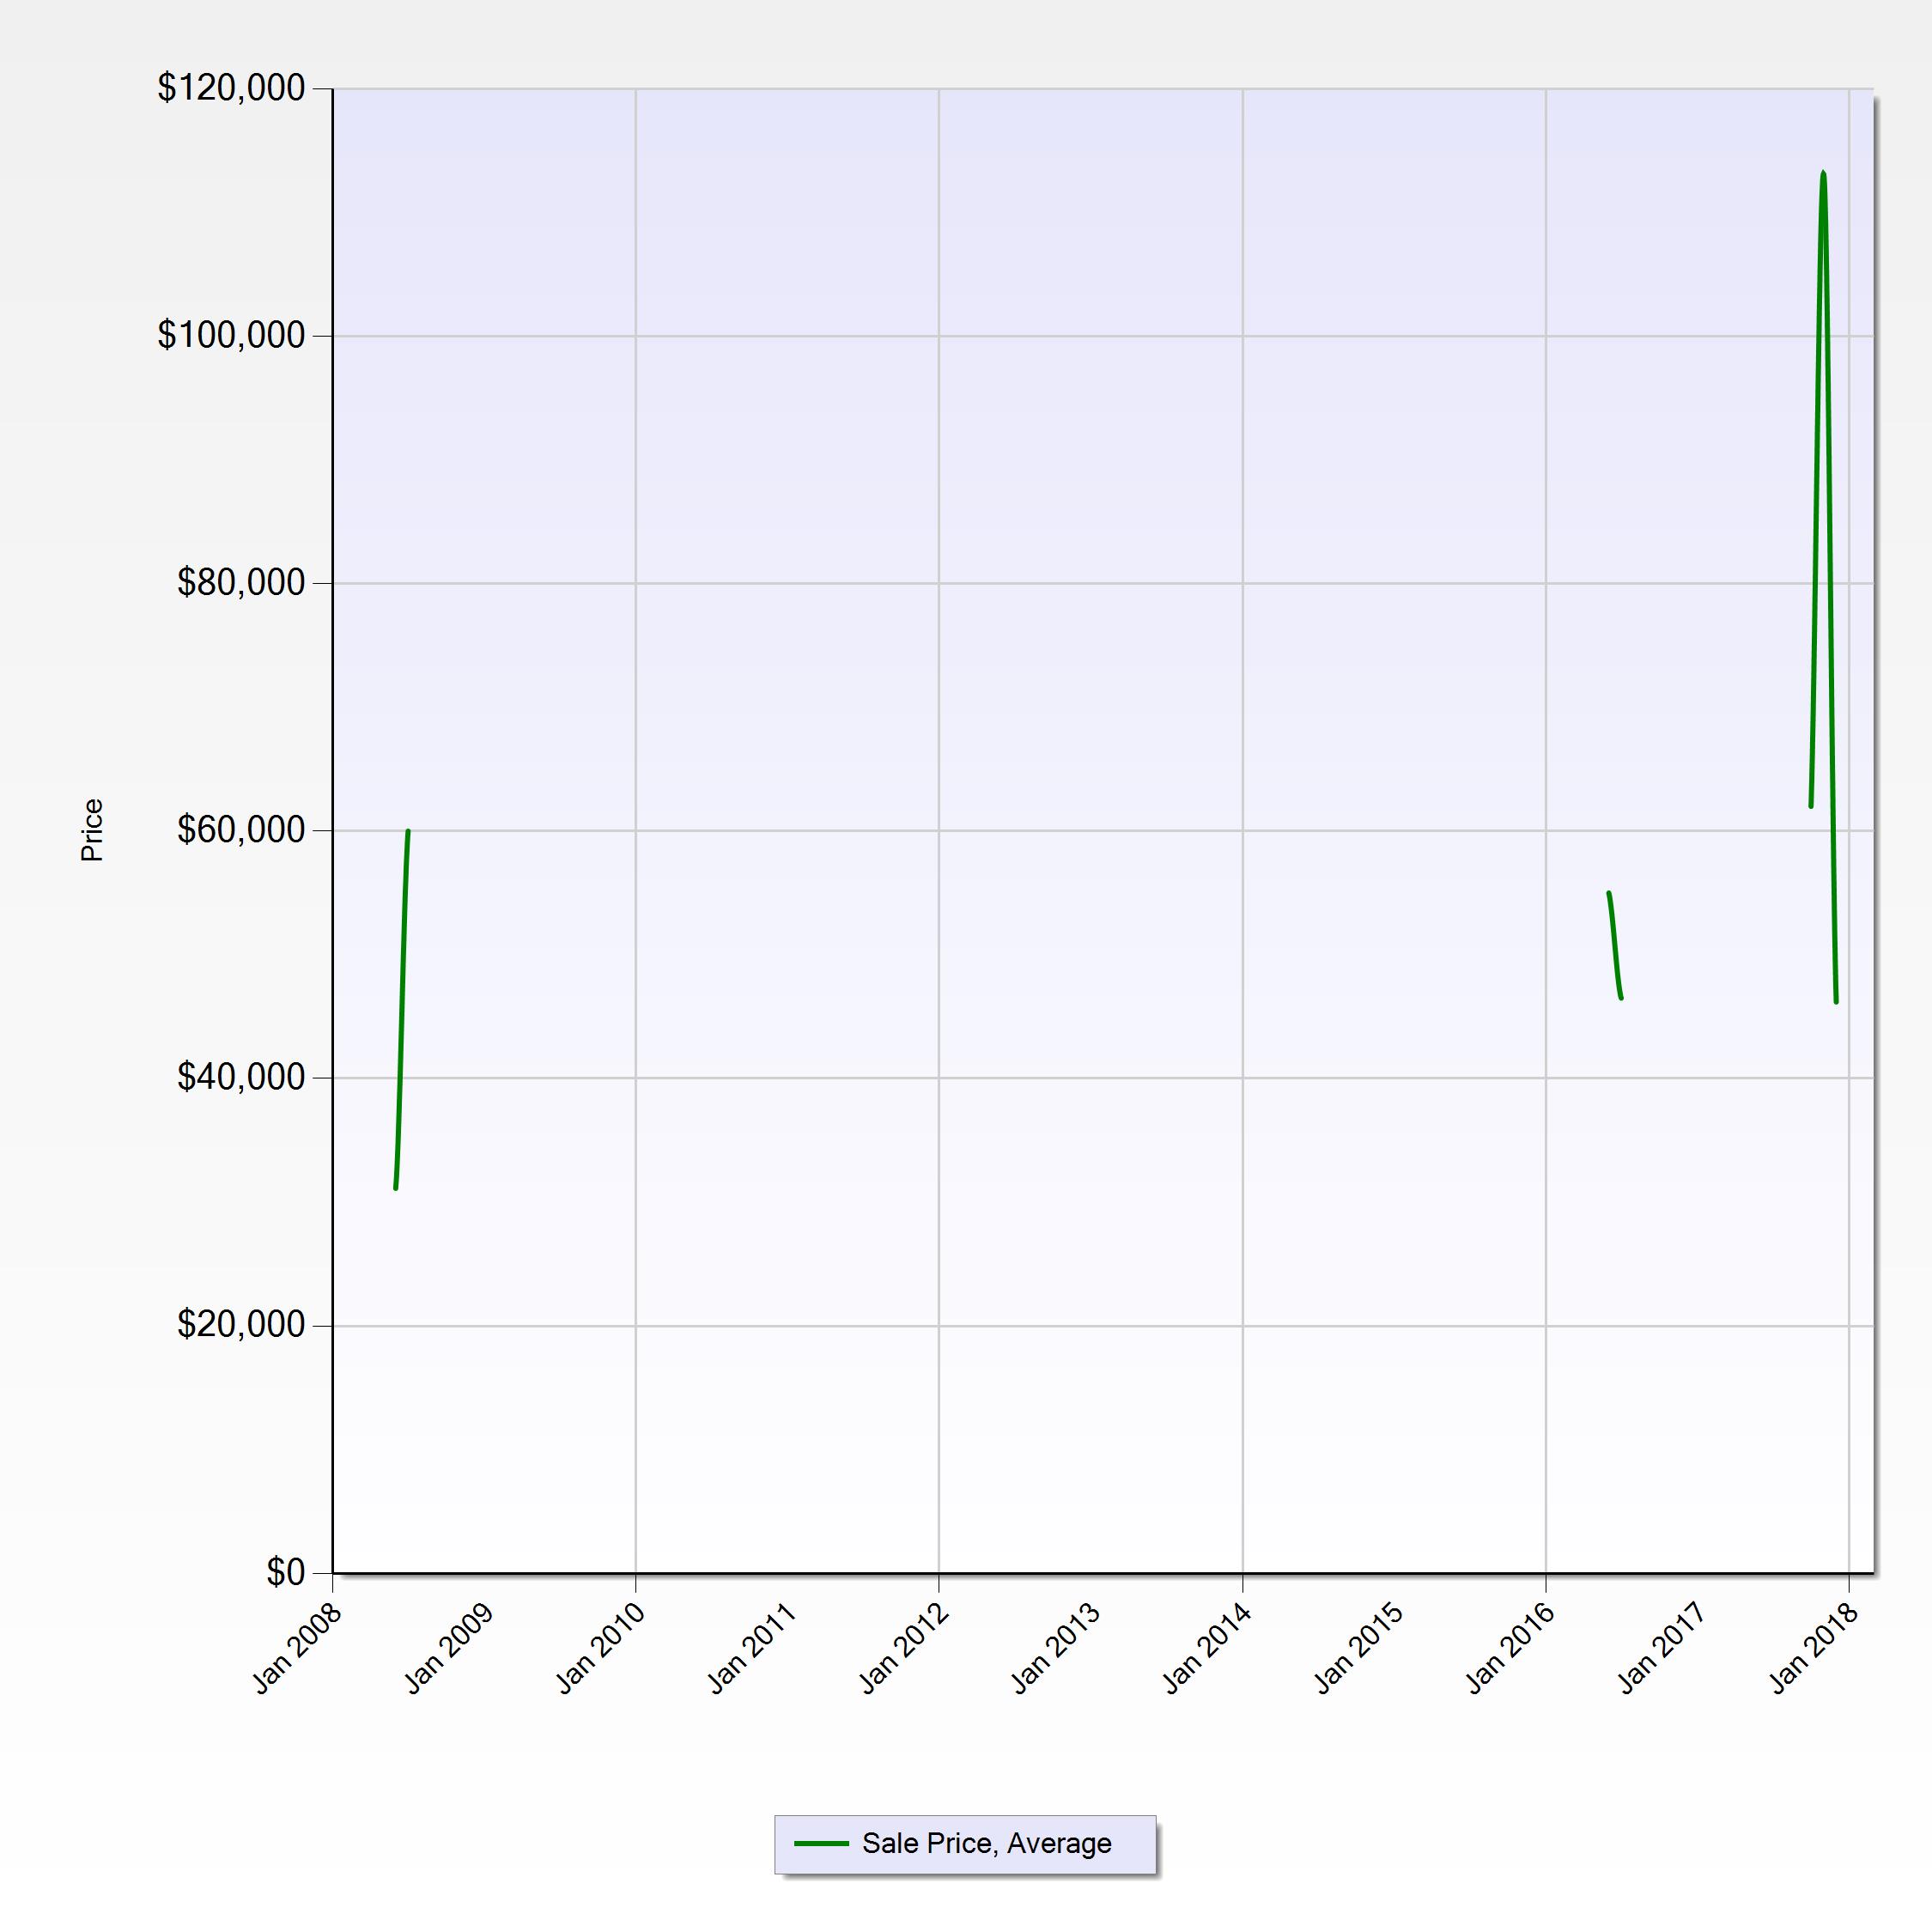 $120,000
$100,000
$80,000
$60,000
$40,000
$20,000
$0
Price
Jan 2008
Jan 2009
Jan 2010
Jan 2011
Jan 2012
Jan 2013
Jan 2014
Jan 2015
Jan 2016
Jan 2017
Jan 2018
Sale Price, Average